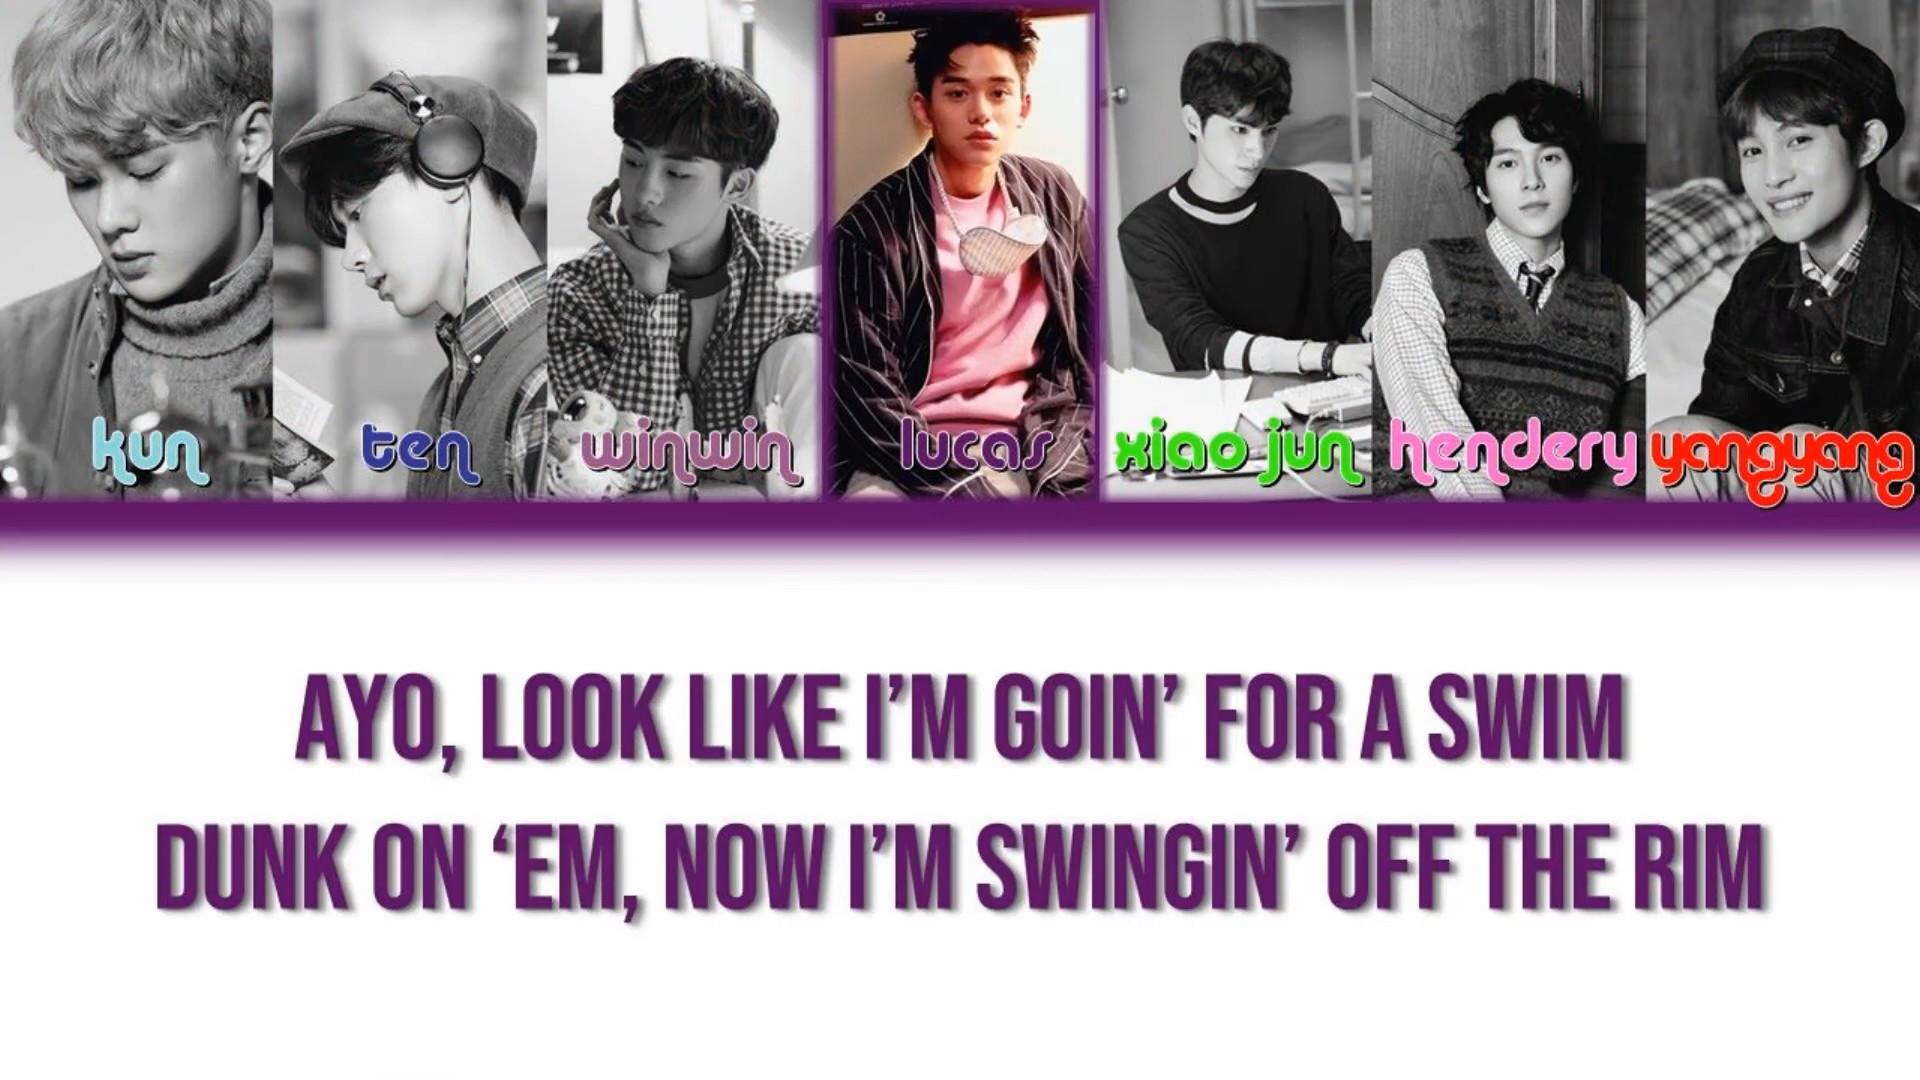 kun ten winwin lucas xiao jun hendery yangyang
AYO, LOOK LIKE I’M GOIN’ FOR A SWIM
DUNK ON ‘EM, NOW I’M SWINGIN’ OFF THE RIM